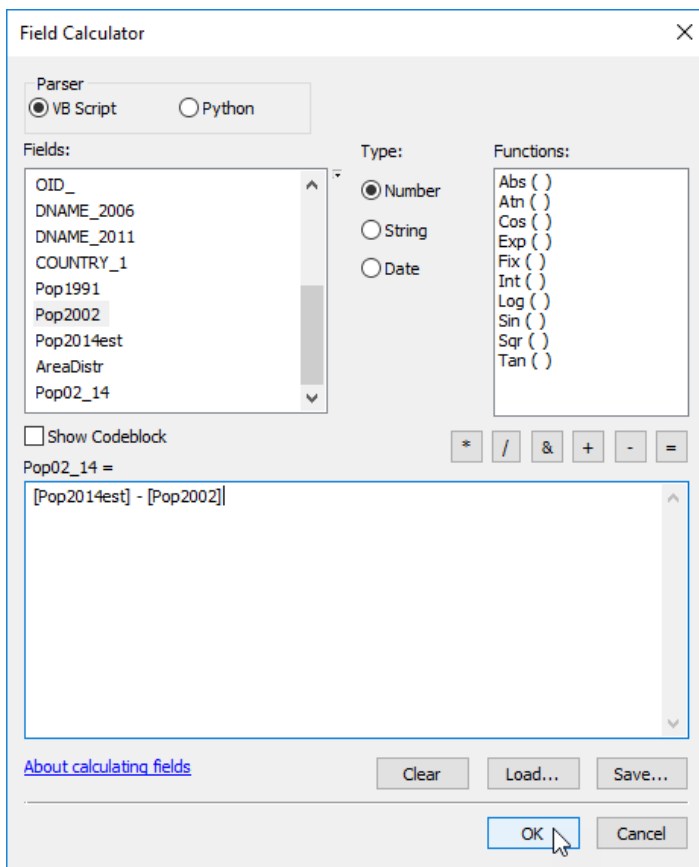 Field Calculator
Parser
VB Script Python
Fields:
OID_
DNAME_2006
DNAME_2011
COUNTRY_1
Pop1991
Pop2002
Pop2014est
AreaDistr
Pop02_14
Type:
Number
String
Date
Functions:
Abs ( )
Atn ( )
Cos ( )
Exp ( )
Fix ( )
Int ( )
Log ( )
Sin ( )
Sqr ( )
Tan ( )
Show Codeblock
* / & + - =
Pop02_14 =
[Pop2014est] - [Pop2002]
About calculating fields
Clear Load... Save...
OK Cancel